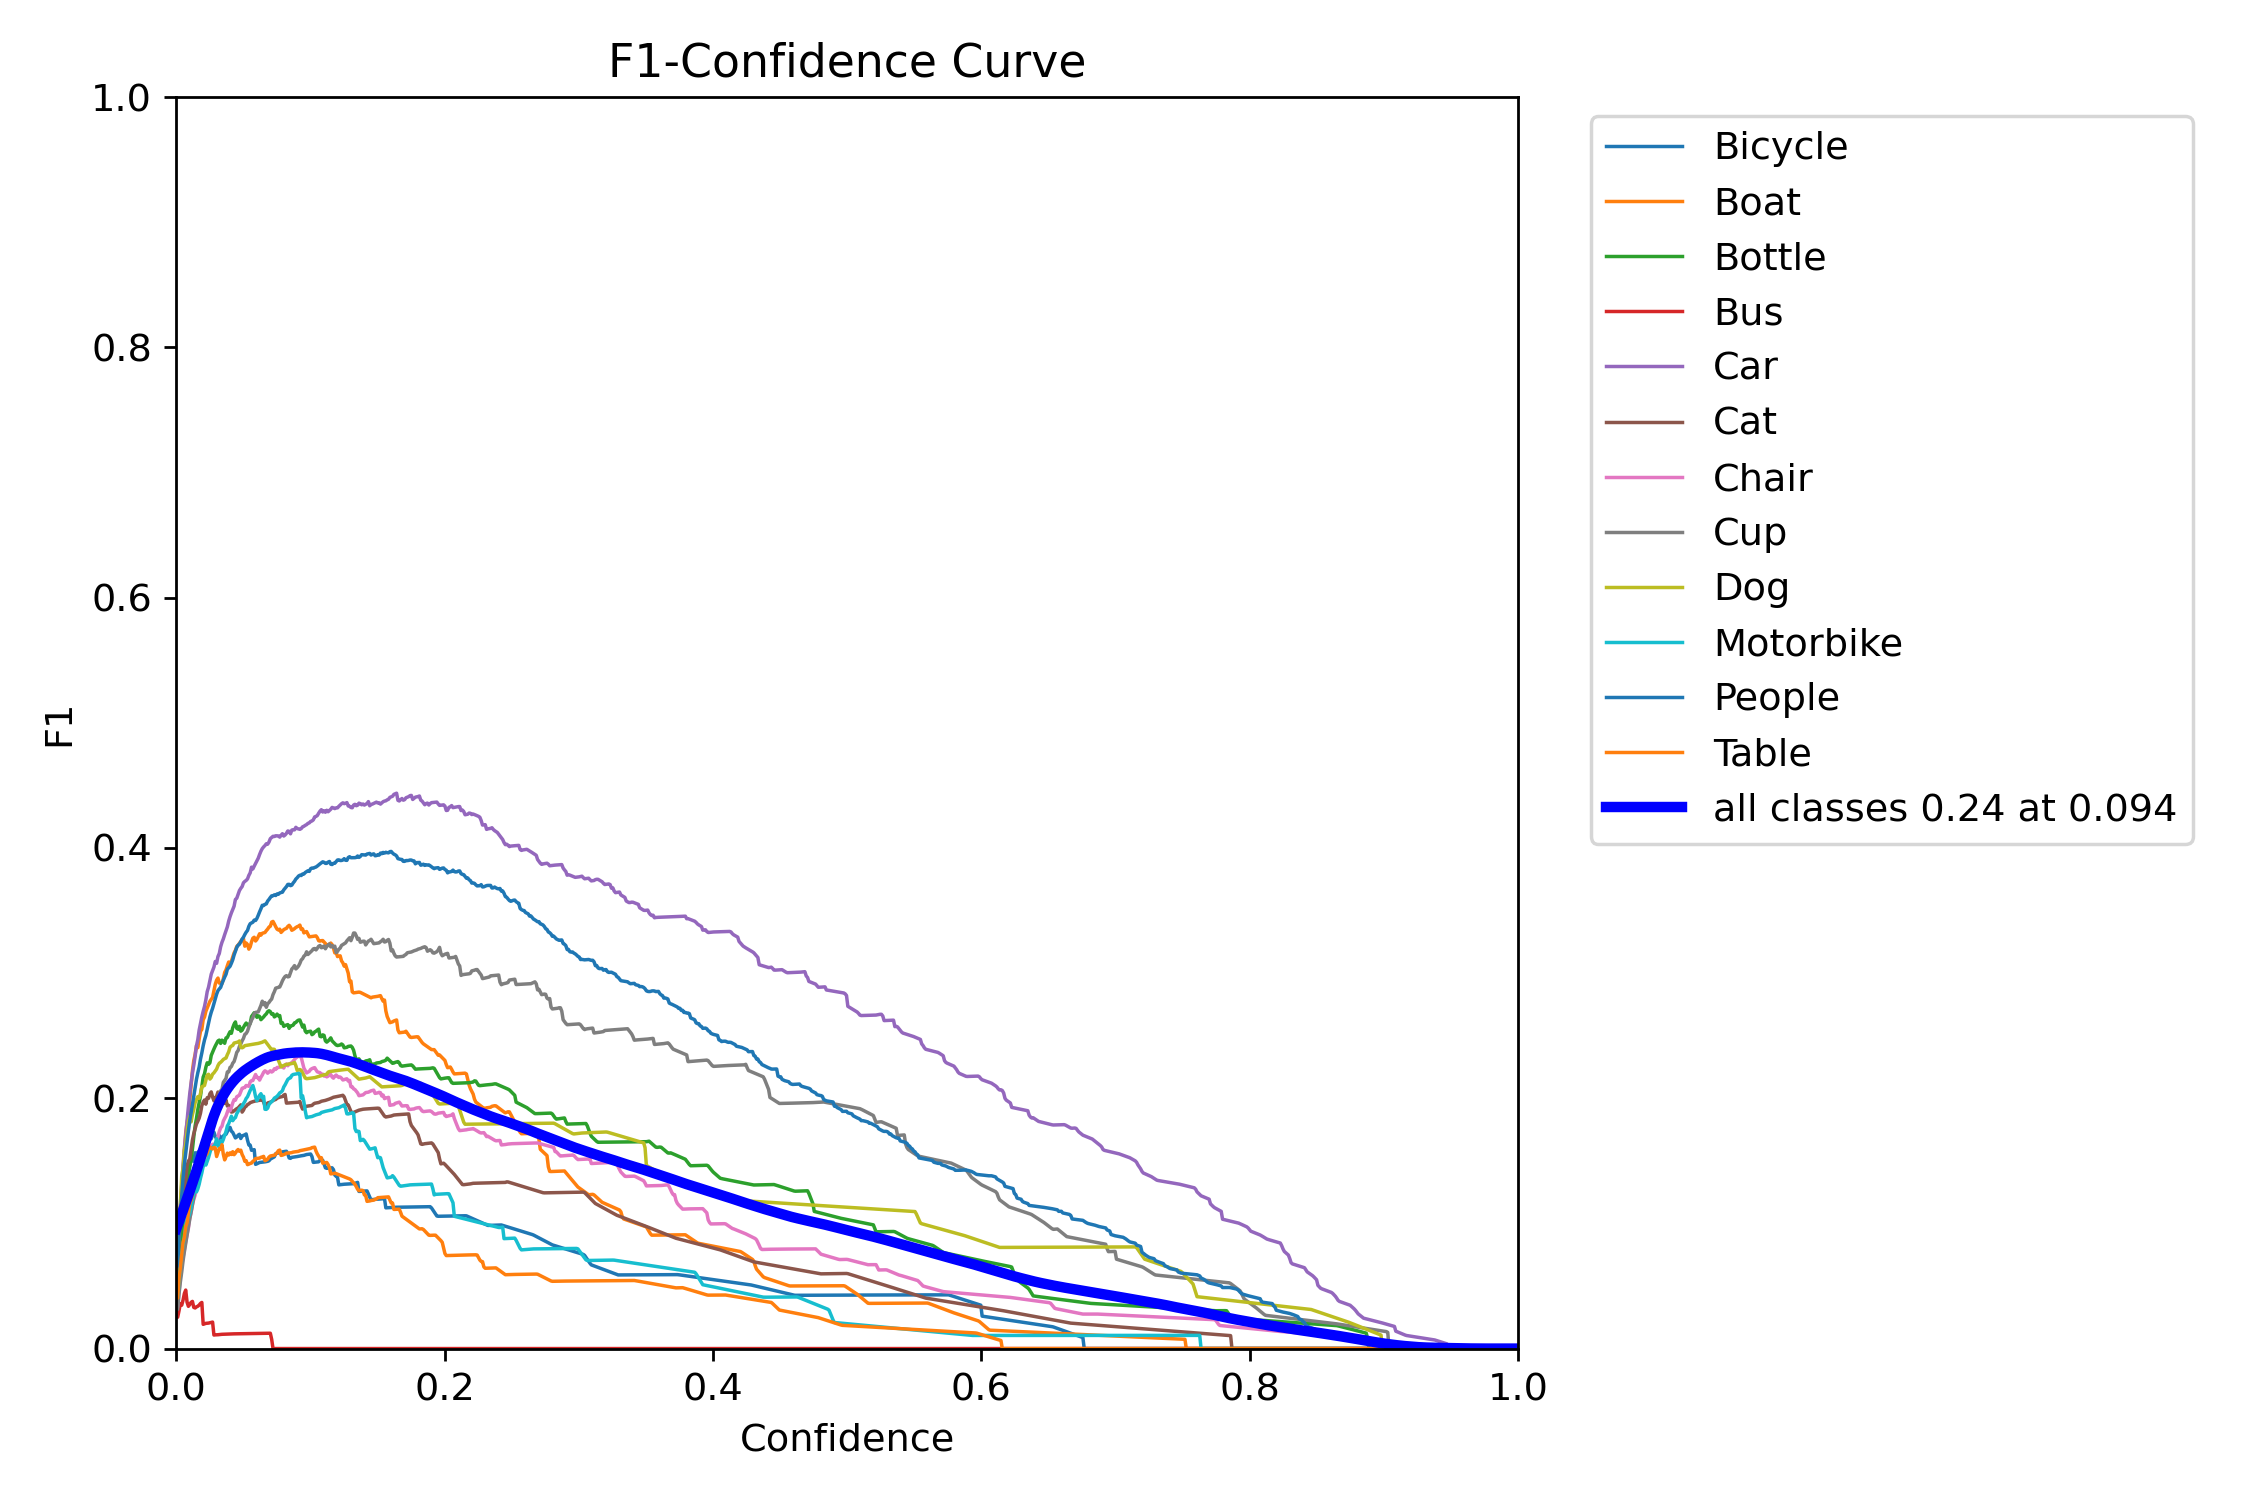 F1-Confidence Curve
1.0
0.8
0.6
0.4
0.2
0.0
F1
0.0 0.2 0.4 0.6 0.8 1.0
Confidence
Bicycle
Boat
Bottle
Bus
Car
Cat
Chair
Cup
Dog
Motorbike
People
Table
all classes 0.24 at 0.094